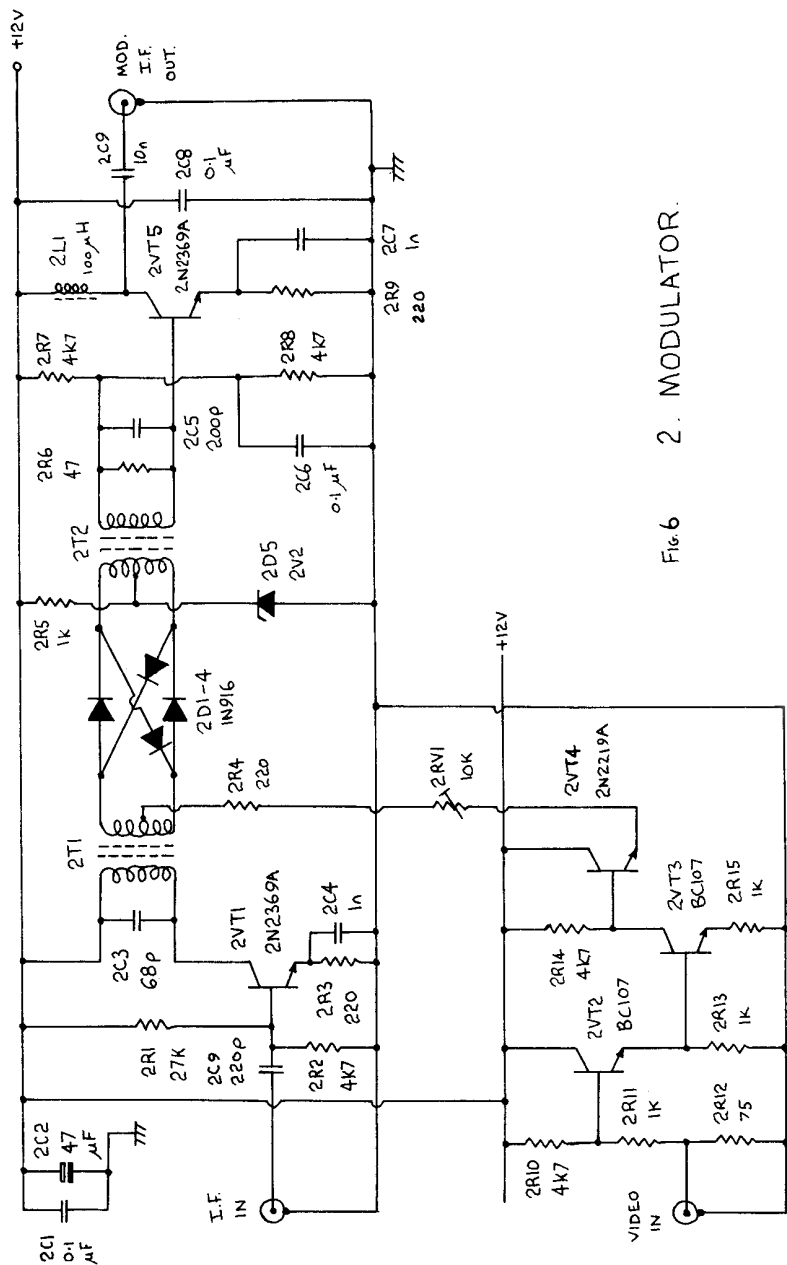 +12V
2C1
0.1
µF
2C2
47
µF
2R1
27K
2C3
68p
2T1
2R5
1k
2T2
2R6
47
2R7
4K7
2L1
100µH
2C9
10n
MOD.
I.F.
OUT.
2VT1
2N2369A
2D1-4
1N916
2C5
200p
2VT5
2N2369A
2C8
0.1
µF
I.F.
IN
2C9
220p
2R2
4K7
2R3
220
2C4
1n
2R4
220
2D5
2V2
2C6
0.1µF
2R8
4K7
2R9
220
2C7
1n
2RV1
10K
+12V
2R10
4K7
2VT2
BC107
2R14
4K7
2VT4
2N2219A
VIDEO
IN
2R11
1K
2R12
75
2R13
1K
2VT3
BC107
2R15
1K
FIG.6 2. MODULATOR.